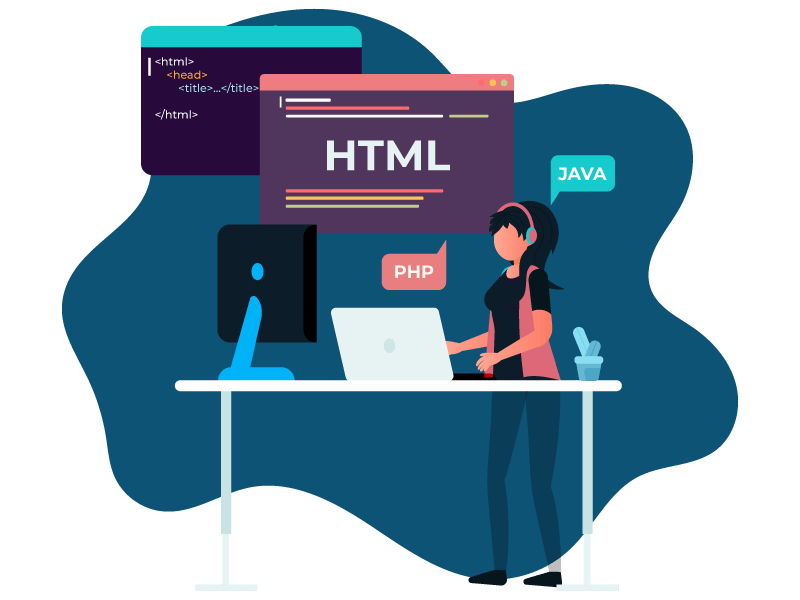 <html>
<head>
<title>...</title>
</html>
HTML
JAVA
PHP